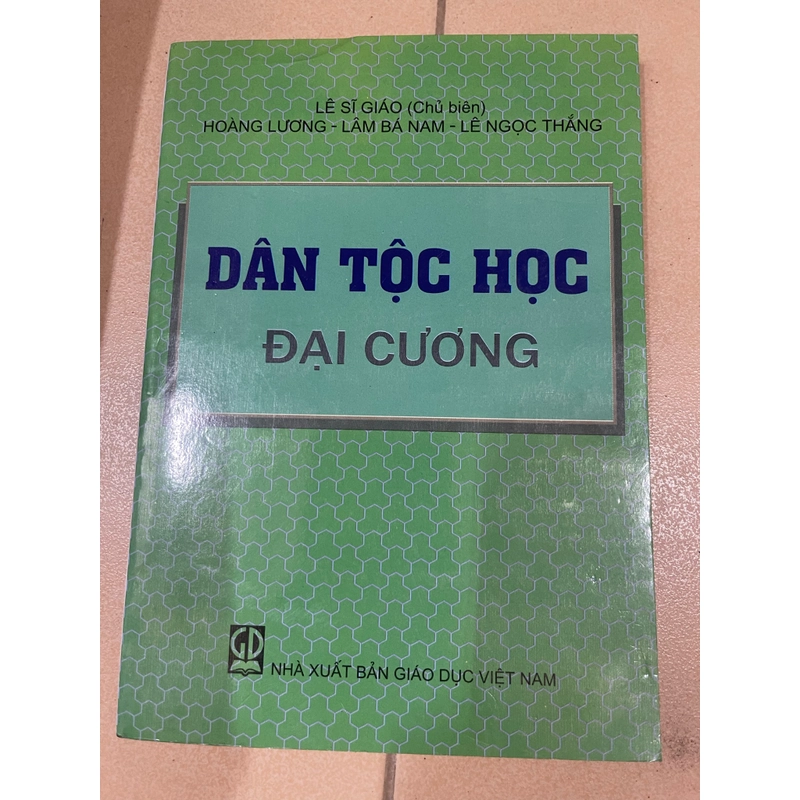 LÊ SĨ GIÁO (Chủ biên)
HOÀNG LƯƠNG - LÂM BÁ NAM - LÊ NGỌC THẮNG
DÂN TỘC HỌC
ĐẠI CƯƠNG
GD
NHÀ XUẤT BẢN GIÁO DỤC VIỆT NAM